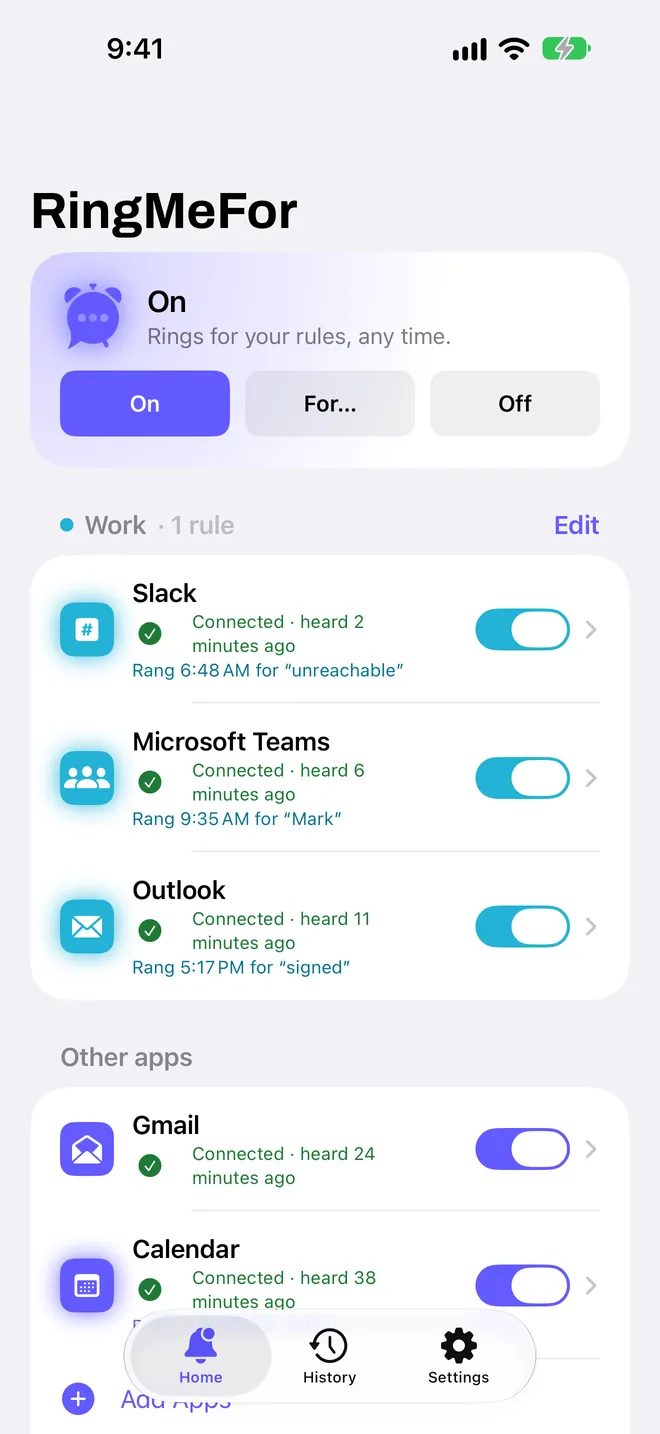 9:41
RingMeFor
On
Rings for your rules, any time.
On
For...
Off
Work · 1 rule
Edit
Slack
#
Connected · heard 2
minutes ago
Rang 6:48 AM for “unreachable”
Microsoft Teams
Connected · heard 6
minutes ago
Rang 9:35 AM for “Mark”
Outlook
Connected · heard 11
minutes ago
Rang 5:17 PM for “signed”
Other apps
Gmail
Connected · heard 24
minutes ago
Calendar
Connected · heard 38
minutes ago
Add Apps
Home
History
Settings